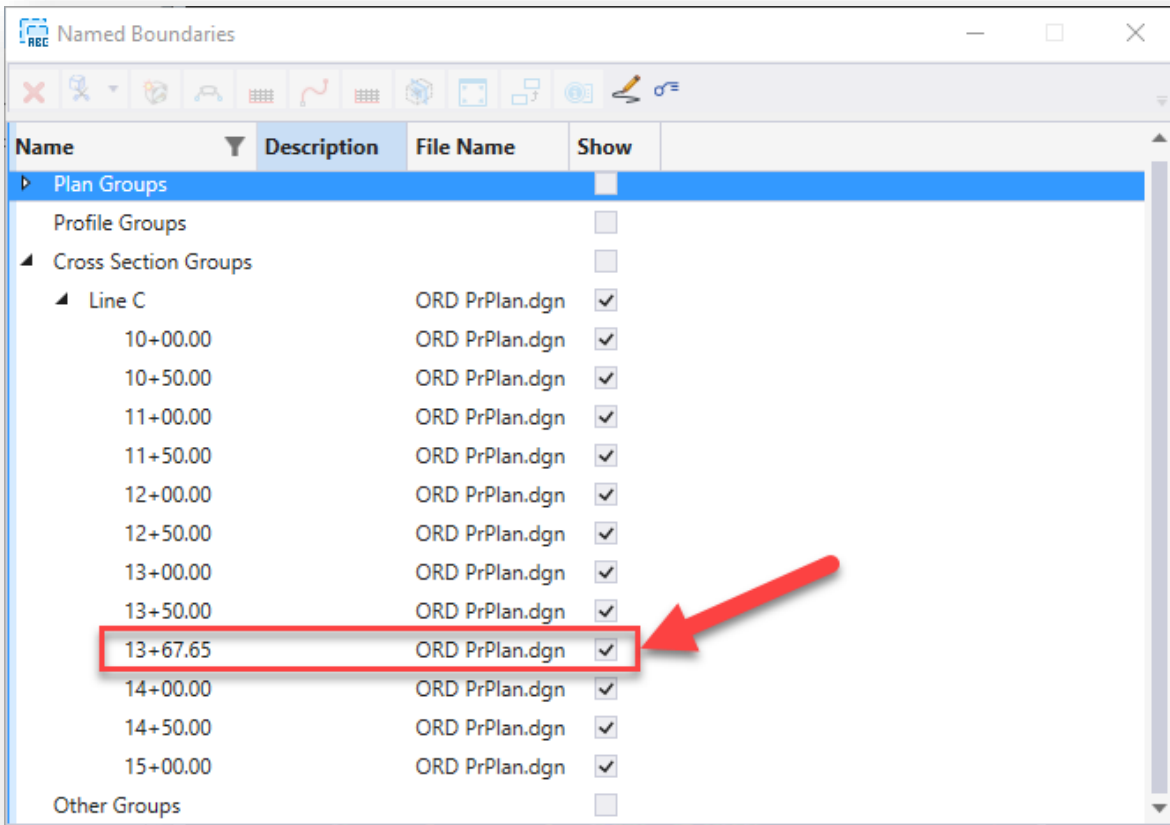 ABC Named Boundaries
Name Description File Name Show
Plan Groups
Profile Groups
Cross Section Groups
Line C ORD PrPlan.dgn
10+00.00 ORD PrPlan.dgn
10+50.00 ORD PrPlan.dgn
11+00.00 ORD PrPlan.dgn
11+50.00 ORD PrPlan.dgn
12+00.00 ORD PrPlan.dgn
12+50.00 ORD PrPlan.dgn
13+00.00 ORD PrPlan.dgn
13+50.00 ORD PrPlan.dgn
13+67.65 ORD PrPlan.dgn
14+00.00 ORD PrPlan.dgn
14+50.00 ORD PrPlan.dgn
15+00.00 ORD PrPlan.dgn
Other Groups